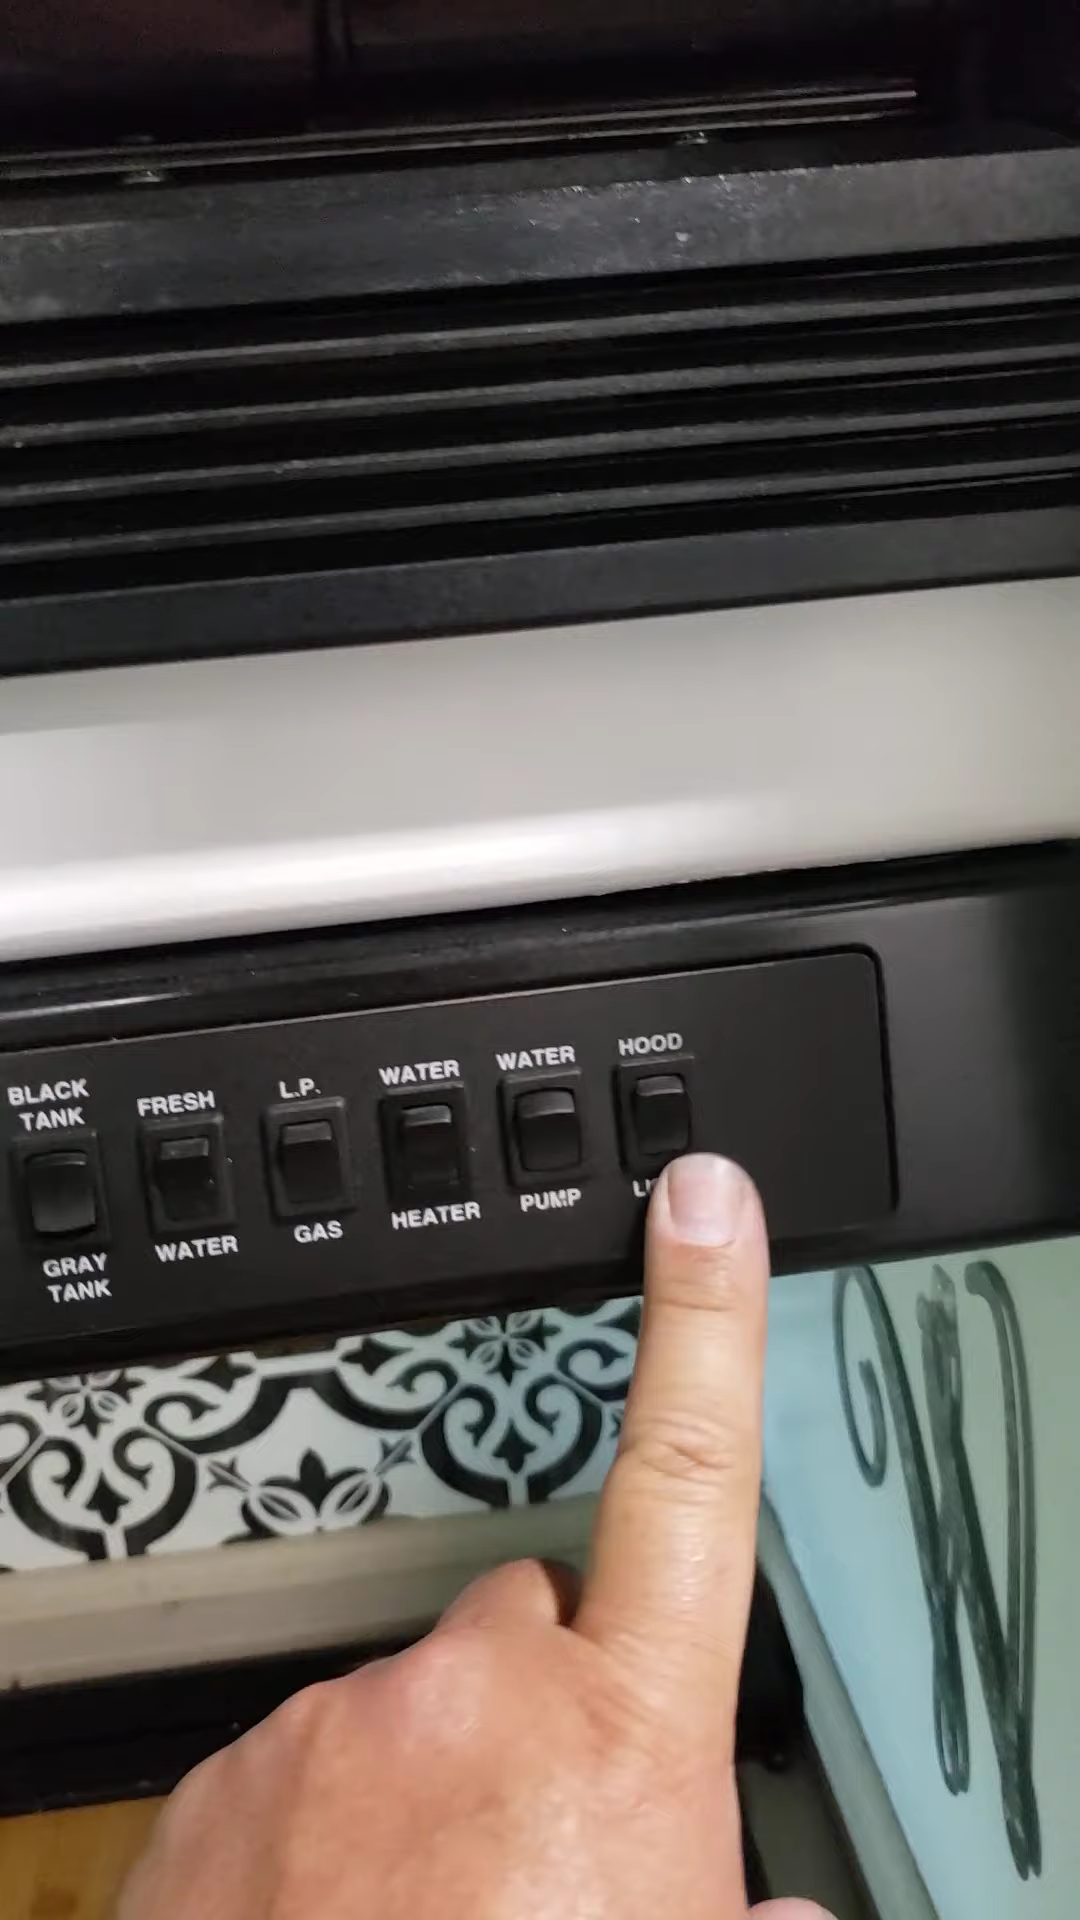 BLACK
TANK
GRAY
TANK
FRESH
WATER
L.P.
GAS
WATER
HEATER
WATER
PUMP
HOOD